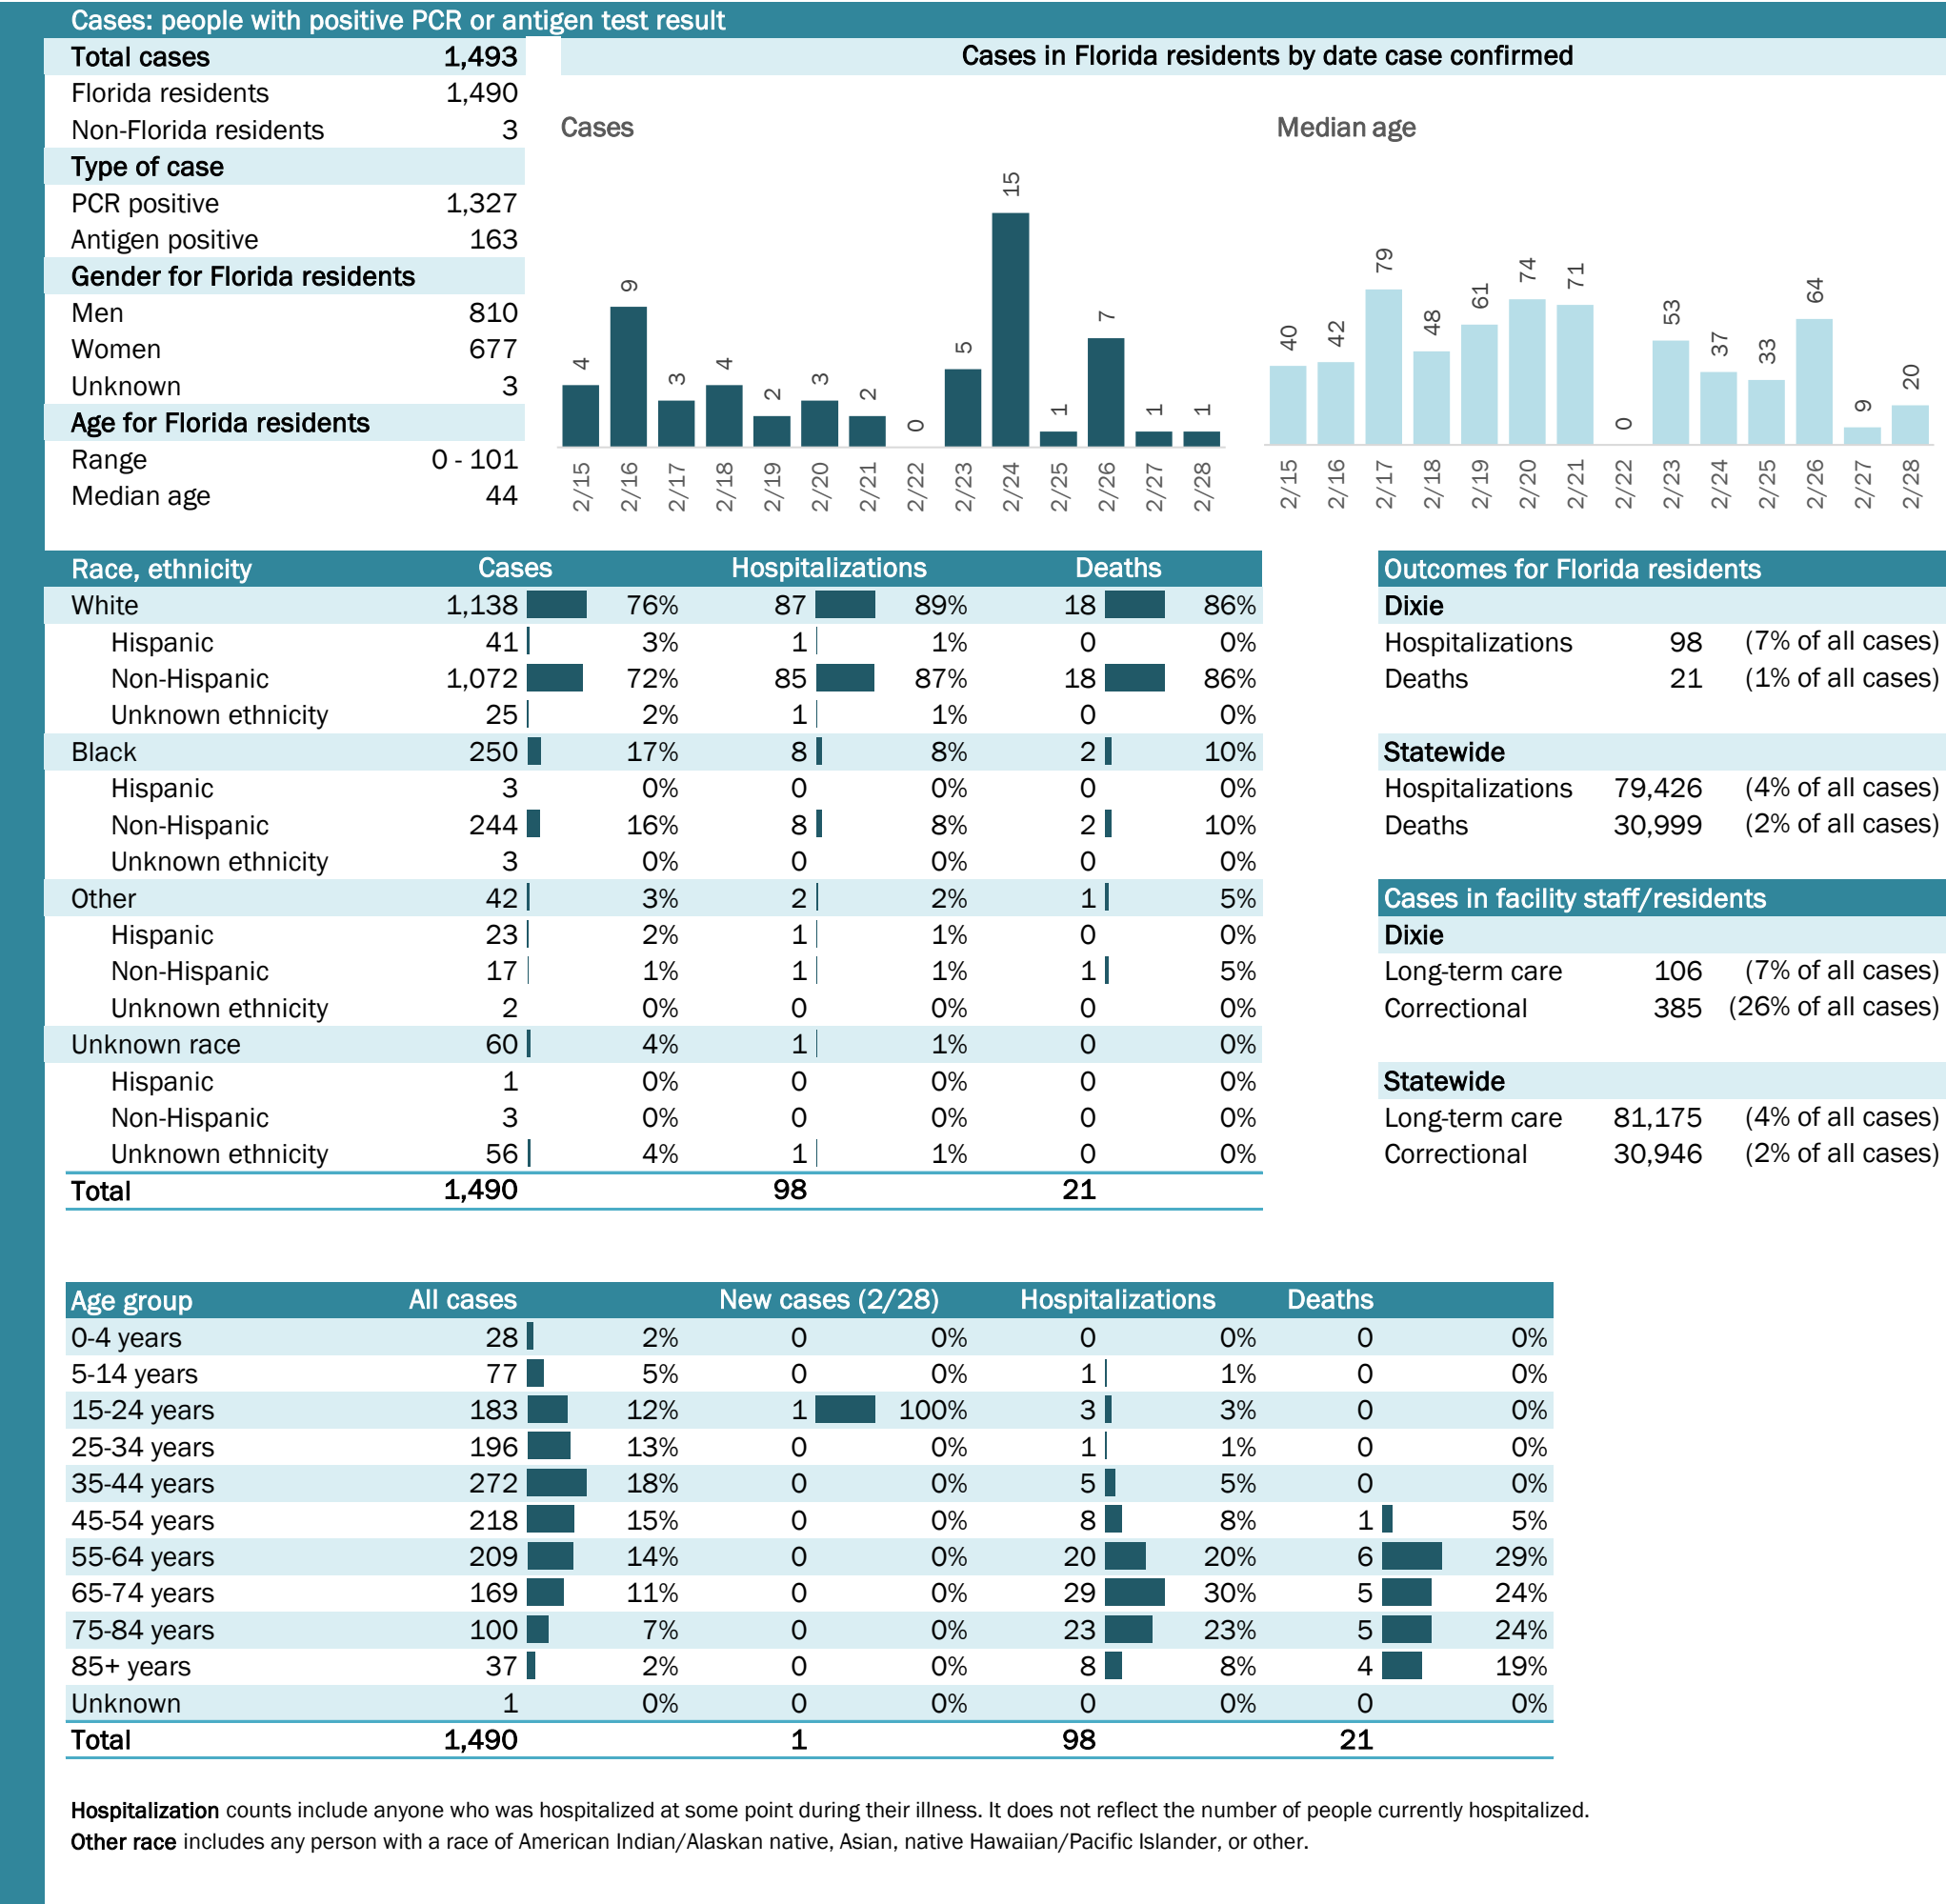 Cases: people with positive PCR or antigen test result
Total cases 1,493
Florida residents 1,490
Non-Florida residents 3
Type of case
PCR positive 1,327
Antigen positive 163
Gender for Florida residents
Men 810
Women 677
Unknown 3
Age for Florida residents
Range 0 - 101
Median age 44
Cases in Florida residents by date case confirmed
Cases
4 9 3 4 2 3 2 0 5 15 1 7 1 1
2/15 2/16 2/17 2/18 2/19 2/20 2/21 2/22 2/23 2/24 2/25 2/26 2/27 2/28
Median age
40 42 79 48 61 74 71 0 53 37 33 64 9 20
2/15 2/16 2/17 2/18 2/19 2/20 2/21 2/22 2/23 2/24 2/25 2/26 2/27 2/28
Race, ethnicity Cases Hospitalizations Deaths
White 1,138 76% 87 89% 18 86%
Hispanic 41 3% 1 1% 0 0%
Non-Hispanic 1,072 72% 85 87% 18 86%
Unknown ethnicity 25 2% 1 1% 0 0%
Black 250 17% 8 8% 2 10%
Hispanic 3 0% 0 0% 0 0%
Non-Hispanic 244 16% 8 8% 2 10%
Unknown ethnicity 3 0% 0 0% 0 0%
Other 42 3% 2 2% 1 5%
Hispanic 23 2% 1 1% 0 0%
Non-Hispanic 17 1% 1 1% 1 5%
Unknown ethnicity 2 0% 0 0% 0 0%
Unknown race 60 4% 1 1% 0 0%
Hispanic 1 0% 0 0% 0 0%
Non-Hispanic 3 0% 0 0% 0 0%
Unknown ethnicity 56 4% 1 1% 0 0%
Total 1,490 98 21
Outcomes for Florida residents
Dixie
Hospitalizations 98 (7% of all cases)
Deaths 21 (1% of all cases)
Statewide
Hospitalizations 79,426 (4% of all cases)
Deaths 30,999 (2% of all cases)
Cases in facility staff/residents
Dixie
Long-term care 106 (7% of all cases)
Correctional 385 (26% of all cases)
Statewide
Long-term care 81,175 (4% of all cases)
Correctional 30,946 (2% of all cases)
Age group All cases New cases (2/28) Hospitalizations Deaths
0-4 years 28 2% 0 0% 0 0% 0 0%
5-14 years 77 5% 0 0% 1 1% 0 0%
15-24 years 183 12% 1 100% 3 3% 0 0%
25-34 years 196 13% 0 0% 1 1% 0 0%
35-44 years 272 18% 0 0% 5 5% 0 0%
45-54 years 218 15% 0 0% 8 8% 1 5%
55-64 years 209 14% 0 0% 20 20% 6 29%
65-74 years 169 11% 0 0% 29 30% 5 24%
75-84 years 100 7% 0 0% 23 23% 5 24%
85+ years 37 2% 0 0% 8 8% 4 19%
Unknown 1 0% 0 0% 0 0% 0 0%
Total 1,490 1 98 21
Hospitalization counts include anyone who was hospitalized at some point during their illness. It does not reflect the number of people currently hospitalized.
Other race includes any person with a race of American Indian/Alaskan native, Asian, native Hawaiian/Pacific Islander, or other.